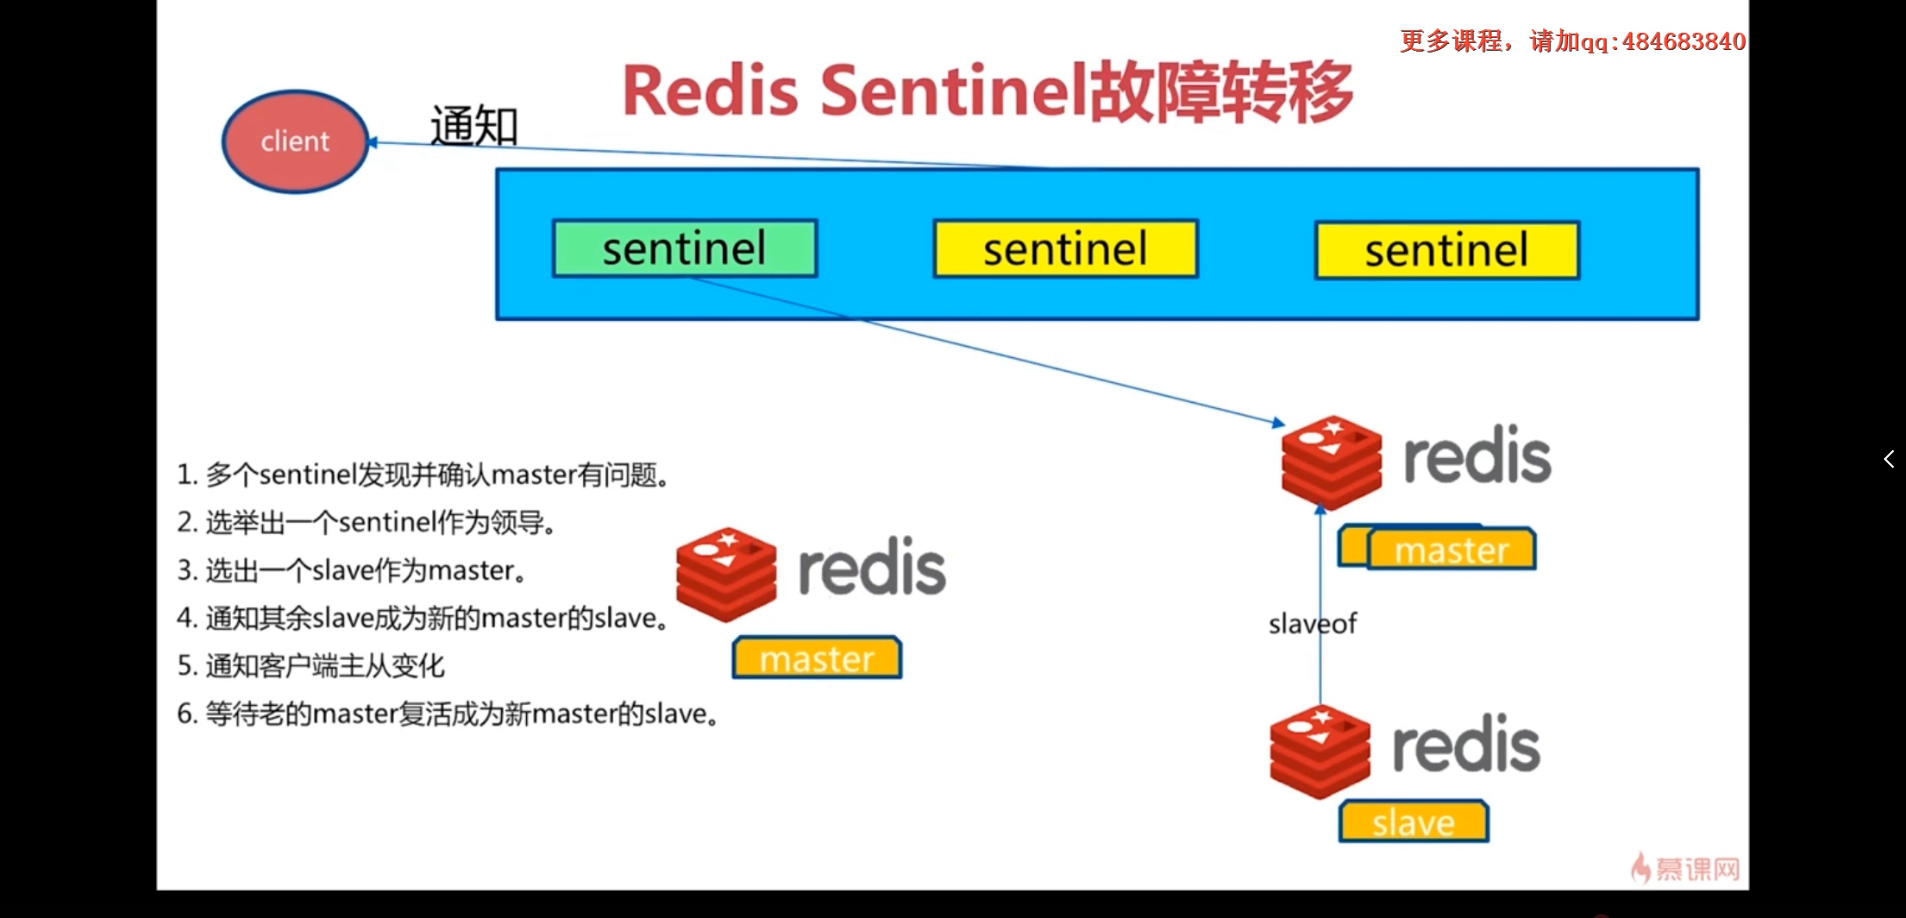 更多课程，请加qq:484683840
Redis Sentinel故障转移
client
通知
sentinel
sentinel
sentinel
1. 多个sentinel发现并确认master有问题。
2. 选举出一个sentinel作为领导。
3. 选出一个slave作为master。
4. 通知其余slave成为新的master的slave。
5. 通知客户端主从变化
6. 等待老的master复活成为新master的slave。
redis
master
redis
master
slaveof
redis
slave
慕课网